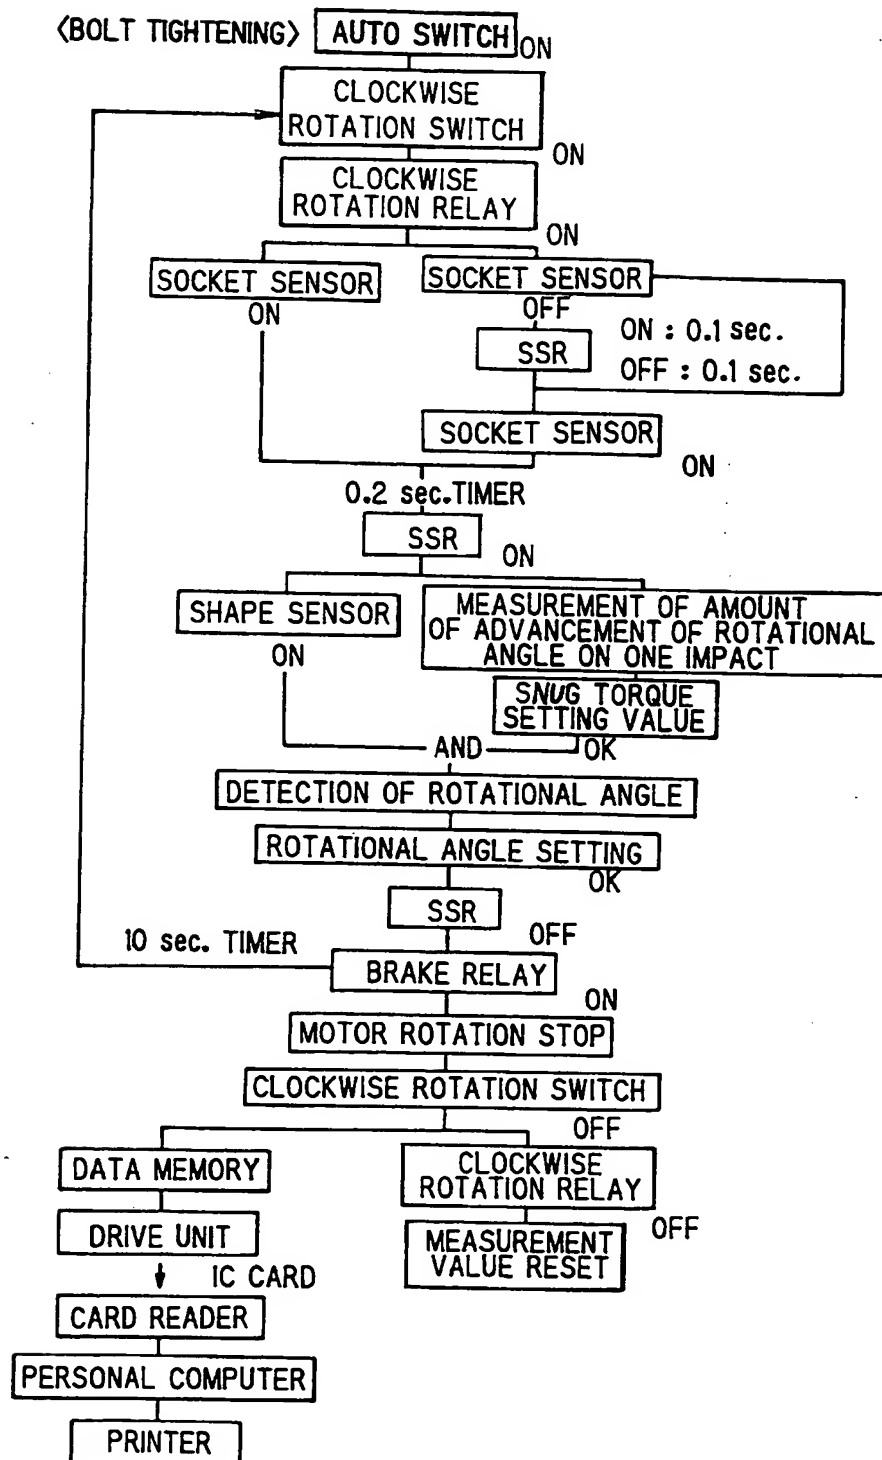 〈BOLT TIGHTENING〉 AUTO SWITCH ON
CLOCKWISE
ROTATION SWITCH
ON
CLOCKWISE
ROTATION RELAY
ON
SOCKET SENSOR
ON
SOCKET SENSOR
OFF
SSR
ON : 0.1 sec.
OFF : 0.1 sec.
SOCKET SENSOR
ON
0.2 sec. TIMER
SSR
ON
SHAPE SENSOR
ON
MEASUREMENT OF AMOUNT
OF ADVANCEMENT OF ROTATIONAL
ANGLE ON ONE IMPACT
SNUG TORQUE
SETTING VALUE
AND OK
DETECTION OF ROTATIONAL ANGLE
ROTATIONAL ANGLE SETTING
OK
SSR
OFF
10 sec. TIMER
BRAKE RELAY
ON
MOTOR ROTATION STOP
CLOCKWISE ROTATION SWITCH
OFF
DATA MEMORY
DRIVE UNIT
IC CARD
CARD READER
PERSONAL COMPUTER
PRINTER
CLOCKWISE
ROTATION RELAY
OFF
MEASUREMENT
VALUE RESET